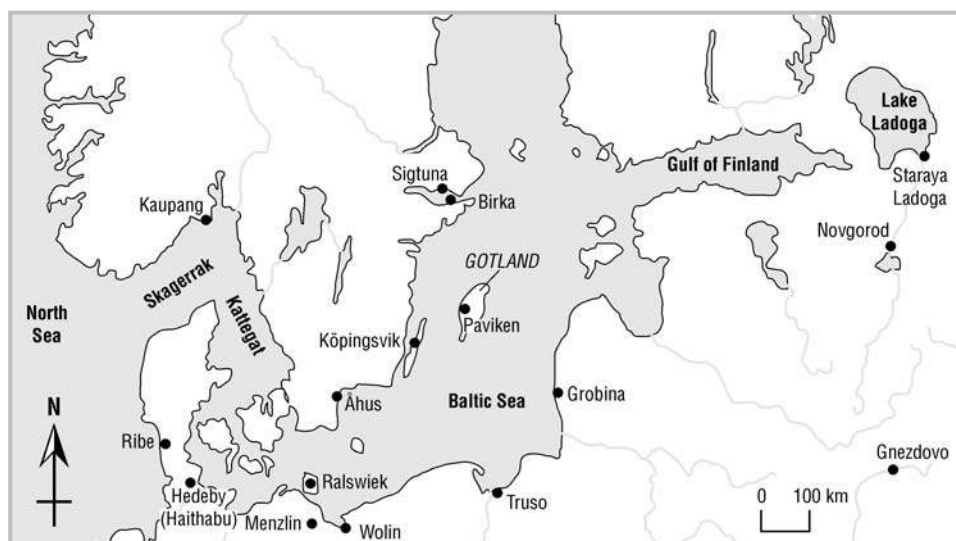 Lake
Ladoga
Gulf of Finland
Staraya
Ladoga
Sigtuna
Birka
Kaupang
Novgorod
GOTLAND
Skagerrak
North
Sea
Kattegat
Paviken
Köpingsvik
Baltic Sea
Grobina
Åhus
N
Ribe
Gnezdovo
Hedeby
(Haithabu)
Ralswiek
Truso
0 100 km
Menzlin
Wolin